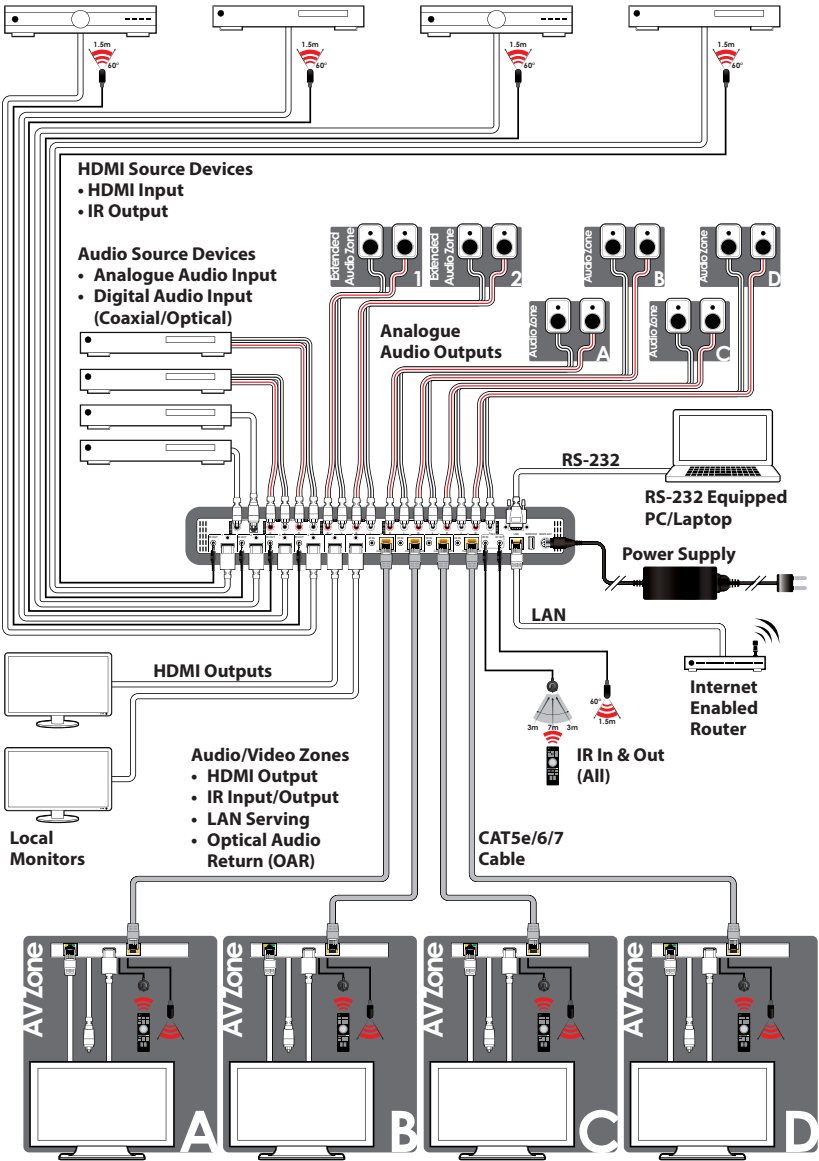 1.5m
60°
1.5m
60°
1.5m
60°
1.5m
60°
HDMI Source Devices
• HDMI Input
• IR Output
Audio Source Devices
• Analogue Audio Input
• Digital Audio Input
(Coaxial/Optical)
Extended
Audio Zone
1
Extended
Audio Zone
2
Audio Zone
B
Audio Zone
D
Audio Zone
A
Audio Zone
C
Analogue
Audio Outputs
RS-232
RS-232 Equipped
PC/Laptop
Power Supply
LAN
Internet
Enabled
Router
HDMI Outputs
60°
1.5m
3m 7m 3m
IR In & Out
(All)
Audio/Video Zones
• HDMI Output
• IR Input/Output
• LAN Serving
• Optical Audio
Return (OAR)
Local
Monitors
CAT5e/6/7
Cable
AV Zone
A
AV Zone
B
AV Zone
C
AV Zone
D